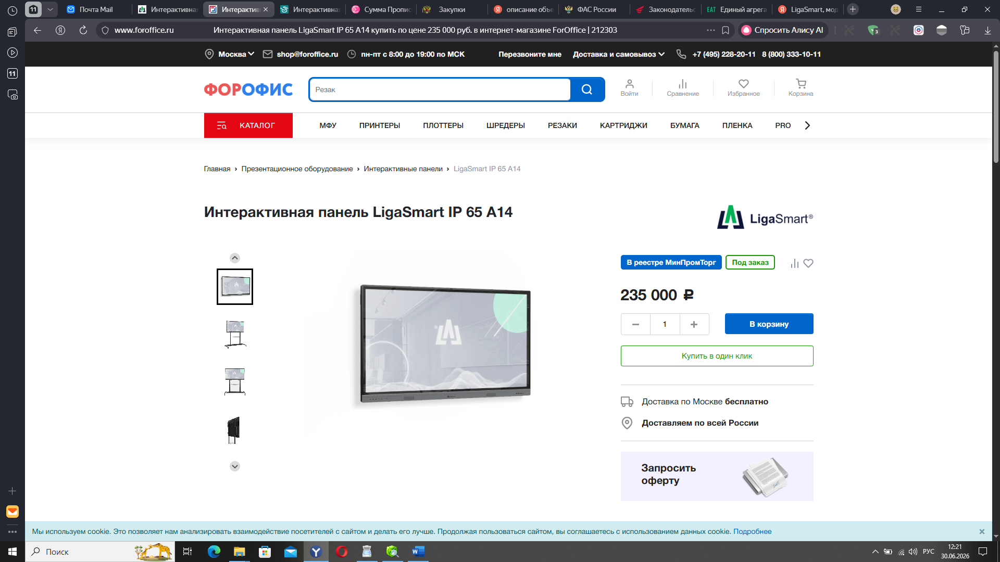 11
Почта Mail
Интерактивна
Интерактив
Интерактивная
Сумма Пропис
Закупки
описание объе
ФАС России
Законодательс
ЕАТ Единый агрега
LigaSmart, мод
www.foroffice.ru
Интерактивная панель LigaSmart IP 65 A14 купить по цене 235 000 руб. в интернет-магазине ForOffice | 212303
Спросить Алису AI
3
11
Москва
shop@foroffice.ru
пн-пт с 8:00 до 19:00 по МСК
Перезвоните мне
Доставка и самовывоз
+7 (495) 228-20-11
8 (800) 333-10-11
ФОРОФИС
Резак
Войти
Сравнение
Избранное
Корзина
КАТАЛОГ
МФУ
ПРИНТЕРЫ
ПЛОТТЕРЫ
ШРЕДЕРЫ
РЕЗАКИ
КАРТРИДЖИ
БУМАГА
ПЛЕНКА
PRO
Главная › Презентационное оборудование › Интерактивные панели › LigaSmart IP 65 A14
Интерактивная панель LigaSmart IP 65 A14
LigaSmart®
В реестре МинПромТорг
Под заказ
235 000 ₽
1
В корзину
Купить в один клик
Доставка по Москве бесплатно
Доставляем по всей России
Запросить
оферту
Мы используем cookie. Это позволяет нам анализировать взаимодействие посетителей с сайтом и делать его лучше. Продолжая пользоваться сайтом, вы соглашаетесь с использованием данных cookie. Подробнее
Поиск
РУС
12:21
30.06.2026